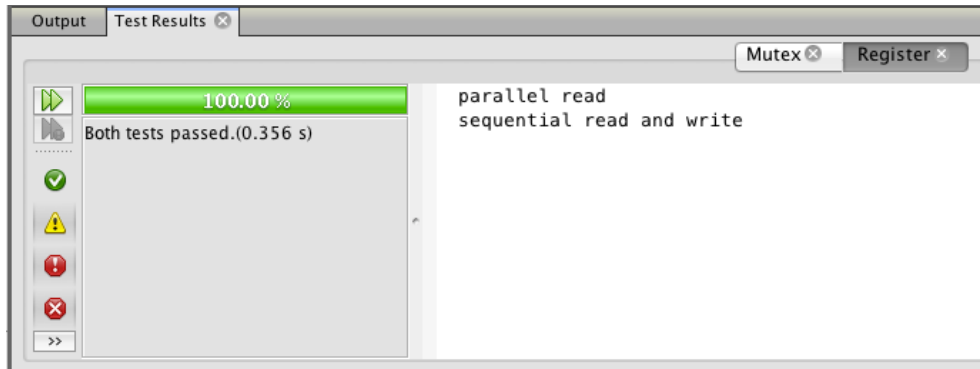 Output
Test Results
Mutex
Register
100.00 %
Both tests passed.(0.356 s)
>>
parallel read
sequential read and write